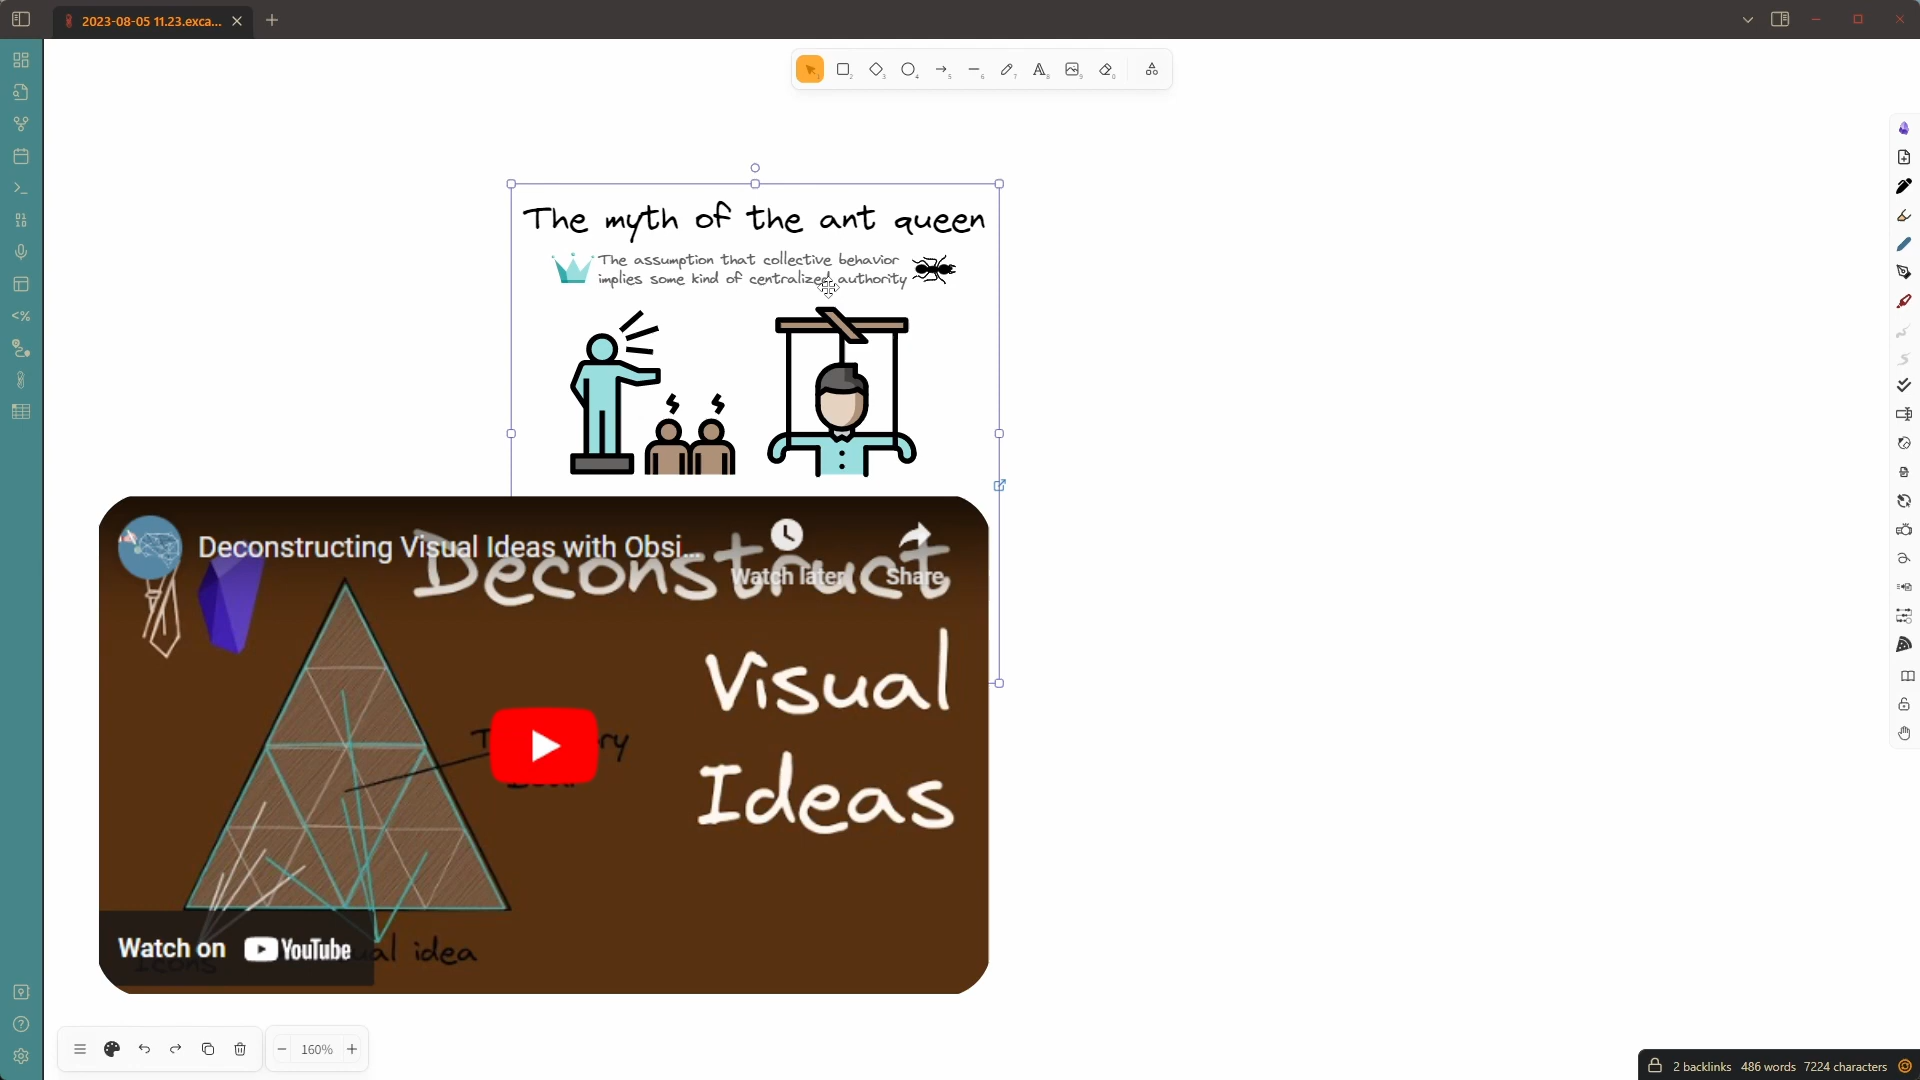 2023-08-05 11.23.exca...
The myth of the ant queen
The assumption that collective behavior
implies some kind of centralized authority
Deconstructing Visual Ideas with Obsi...
Watch later
Share
Deconstruct
Visual
Ideas
Watch on YouTube
idea
160%
2 backlinks 486 words 7224 characters